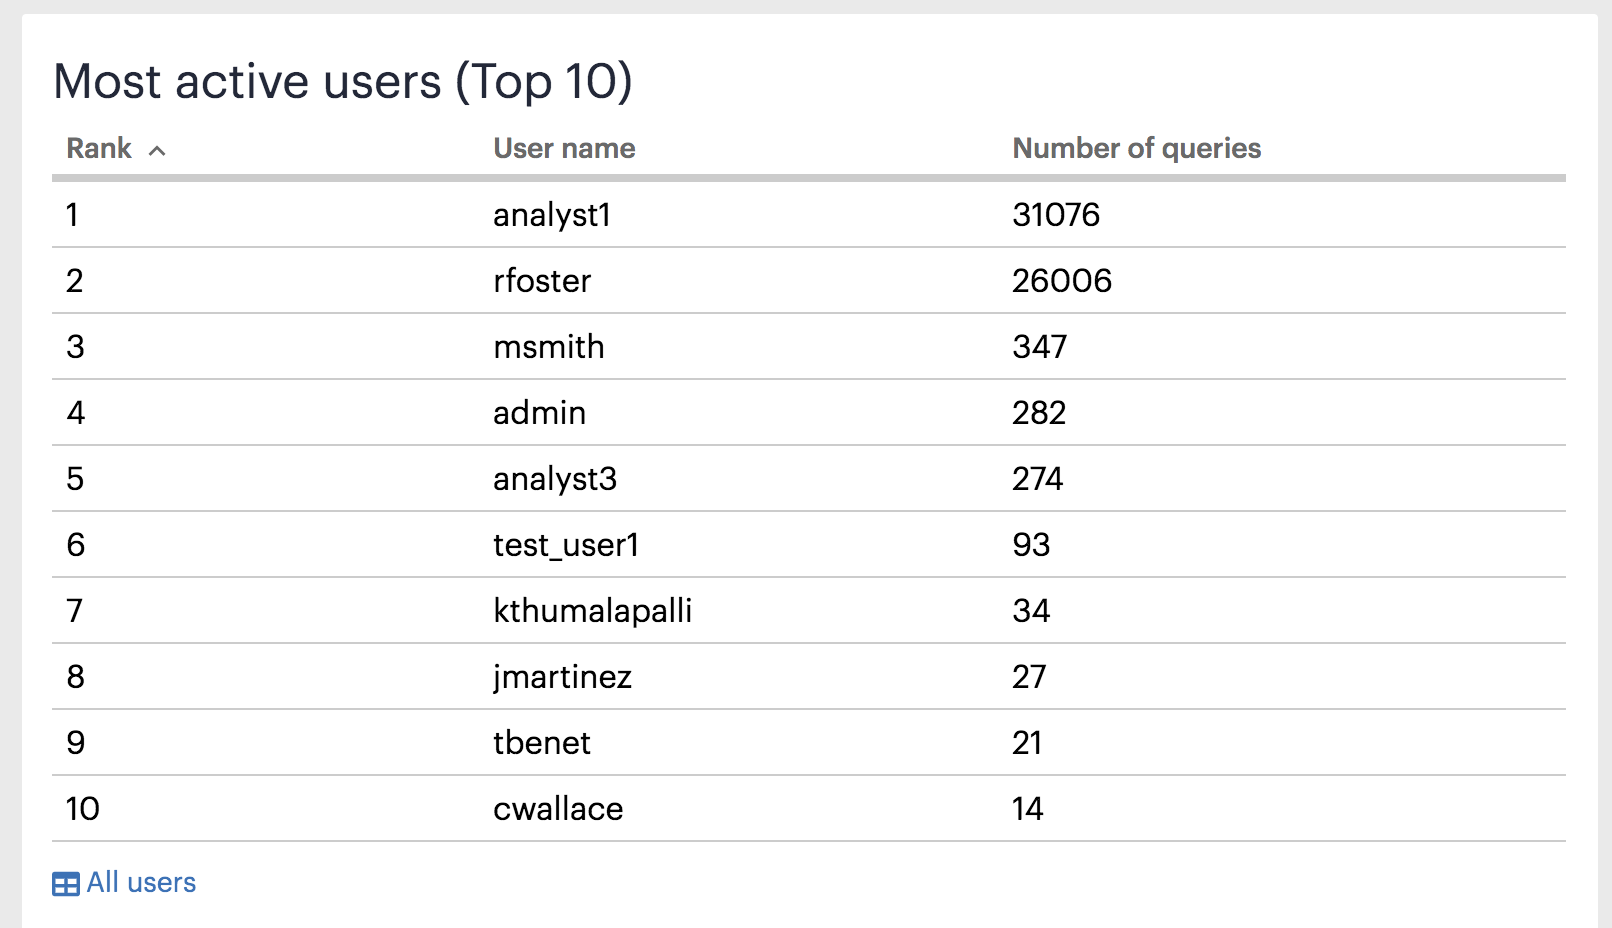 Most active users (Top 10)
Rank User name Number of queries
1 analyst1 31076
2 rfoster 26006
3 msmith 347
4 admin 282
5 analyst3 274
6 test_user1 93
7 kthumalapalli 34
8 jmartinez 27
9 tbenet 21
10 cwallace 14
All users